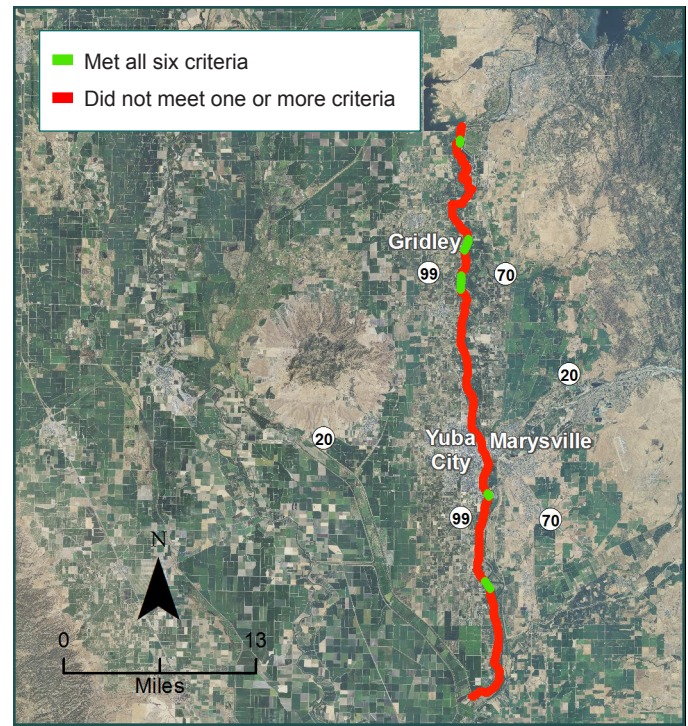 Met all six criteria
Did not meet one or more criteria
Gridley
99
70
20
20
Yuba
City
Marysville
99
70
N
0
13
Miles